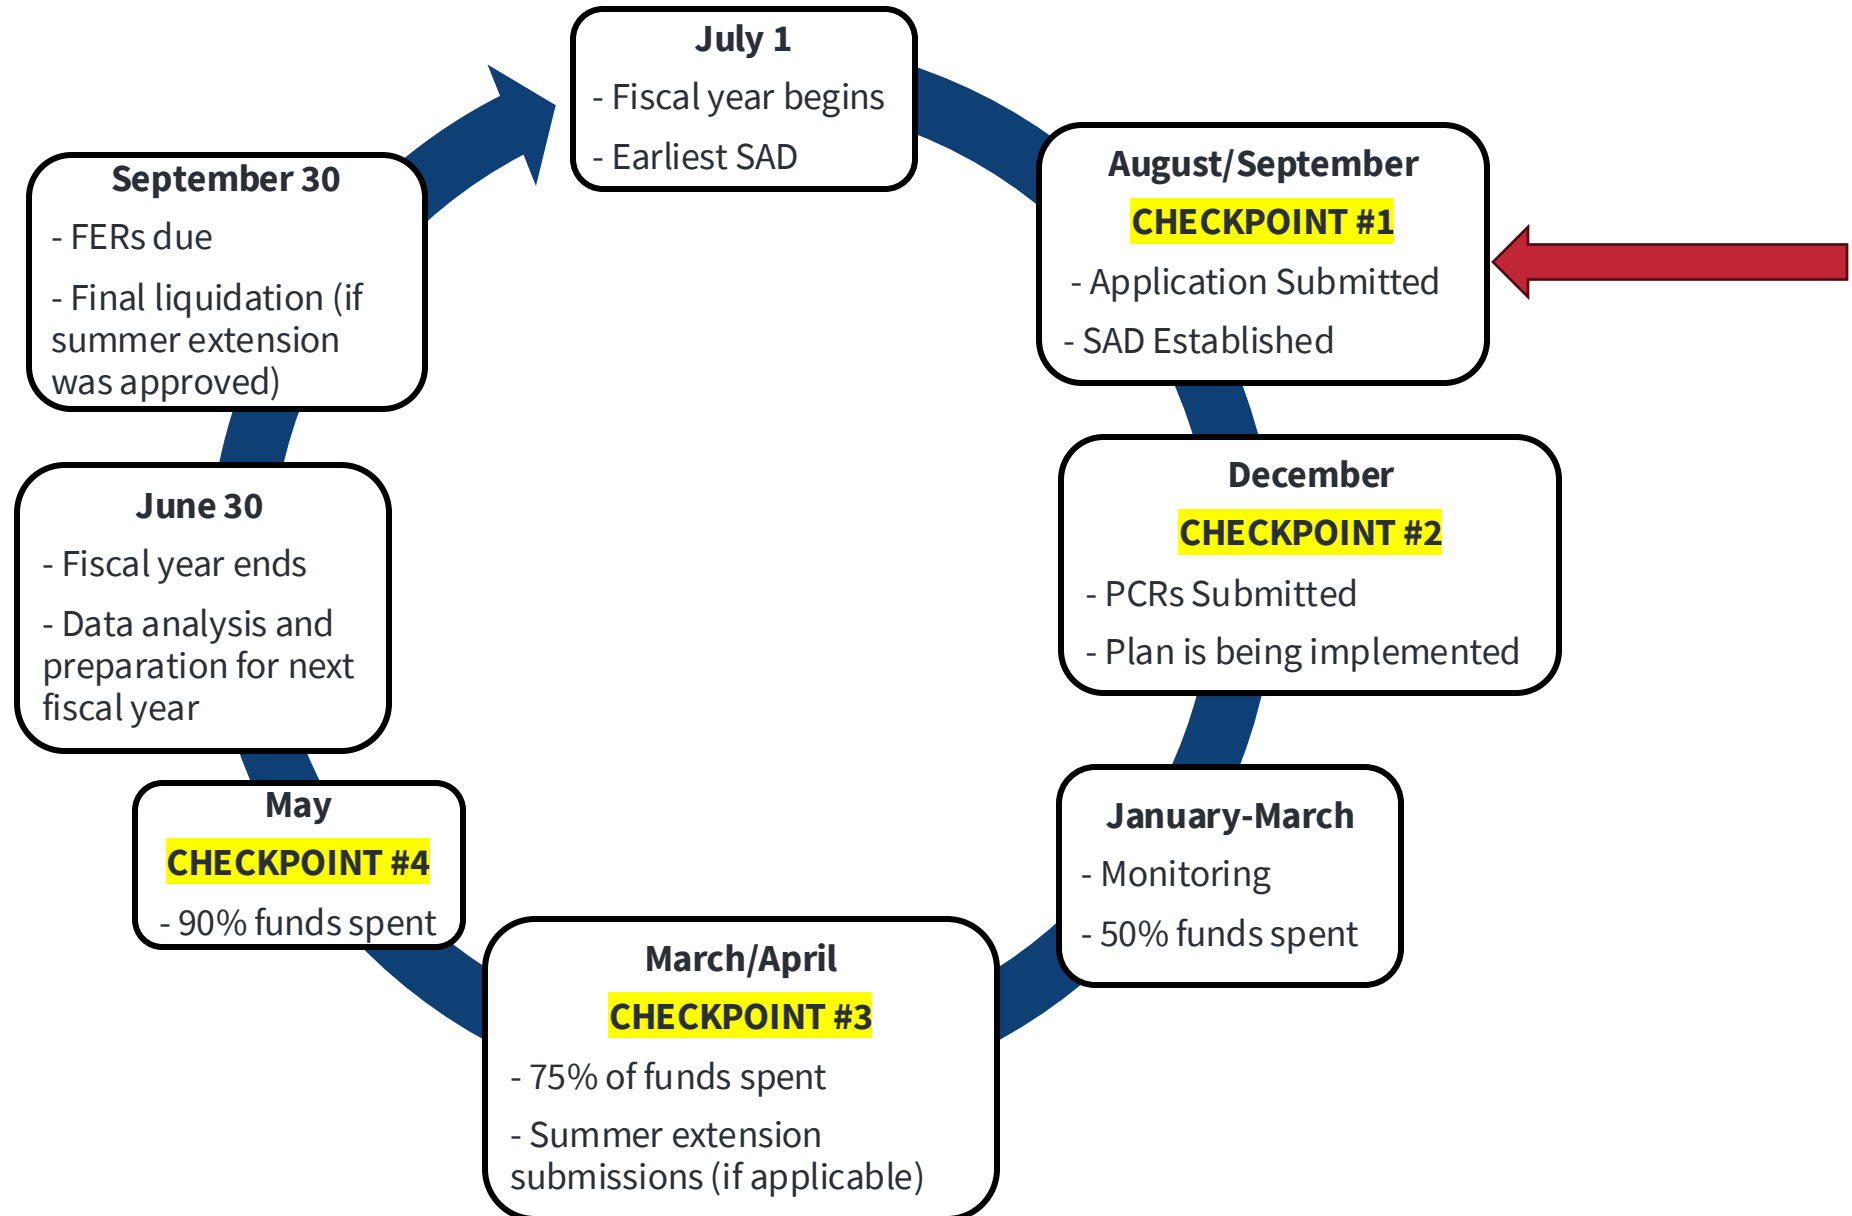 July 1
- Fiscal year begins
- Earliest SAD
August/September
CHECKPOINT #1
- Application Submitted
- SAD Established
December
CHECKPOINT #2
- PCRs Submitted
- Plan is being implemented
January-March
- Monitoring
- 50% funds spent
March/April
CHECKPOINT #3
- 75% of funds spent
- Summer extension
submissions (if applicable)
May
CHECKPOINT #4
- 90% funds spent
June 30
- Fiscal year ends
- Data analysis and
preparation for next
fiscal year
September 30
- FERs due
- Final liquidation (if
summer extension
was approved)